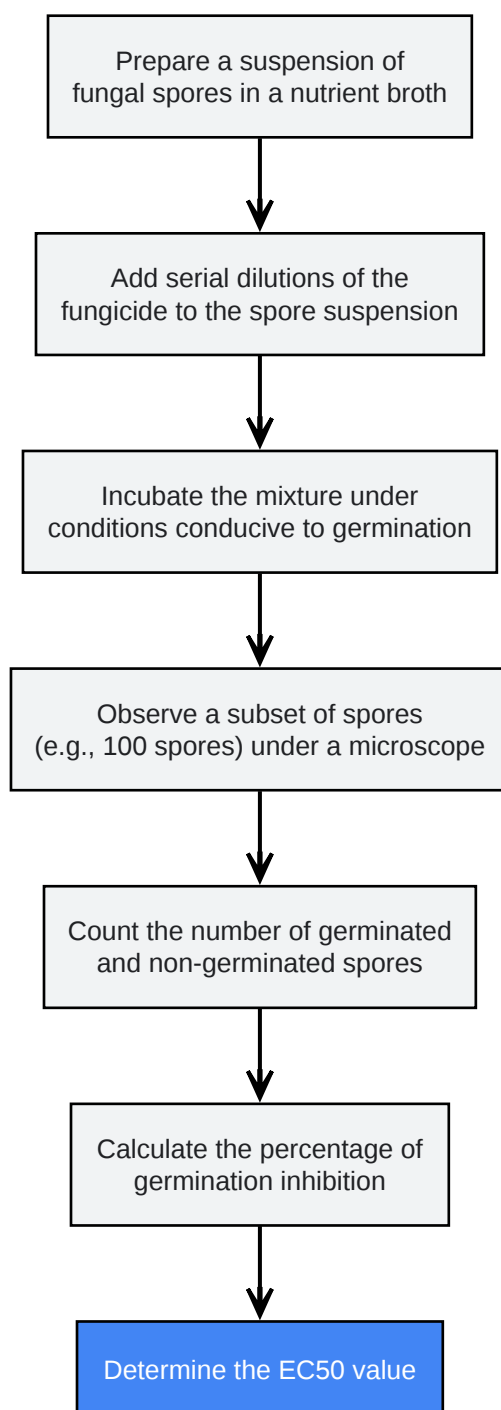 Prepare a suspension of
fungal spores in a nutrient broth
Add serial dilutions of the
fungicide to the spore suspension
Incubate the mixture under
conditions conducive to germination
Observe a subset of spores
(e.g., 100 spores) under a microscope
Count the number of germinated
and non-germinated spores
Calculate the percentage of
germination inhibition
Determine the EC50 value